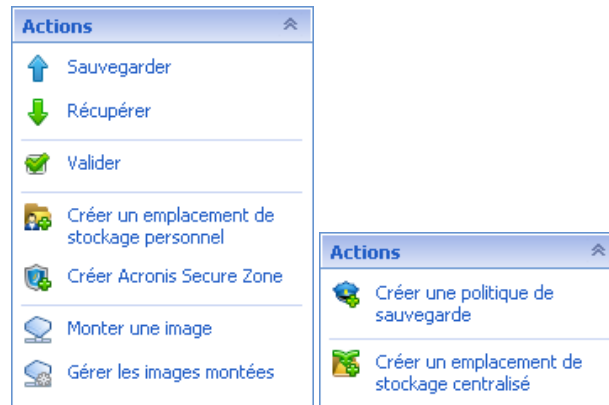 Actions
Sauvegarder
Récupérer
Valider
Créer un emplacement de
stockage personnel
Créer Acronis Secure Zone
Monter une image
Gérer les images montées
Actions
Créer une politique de
sauvegarde
Créer un emplacement de
stockage centralisé